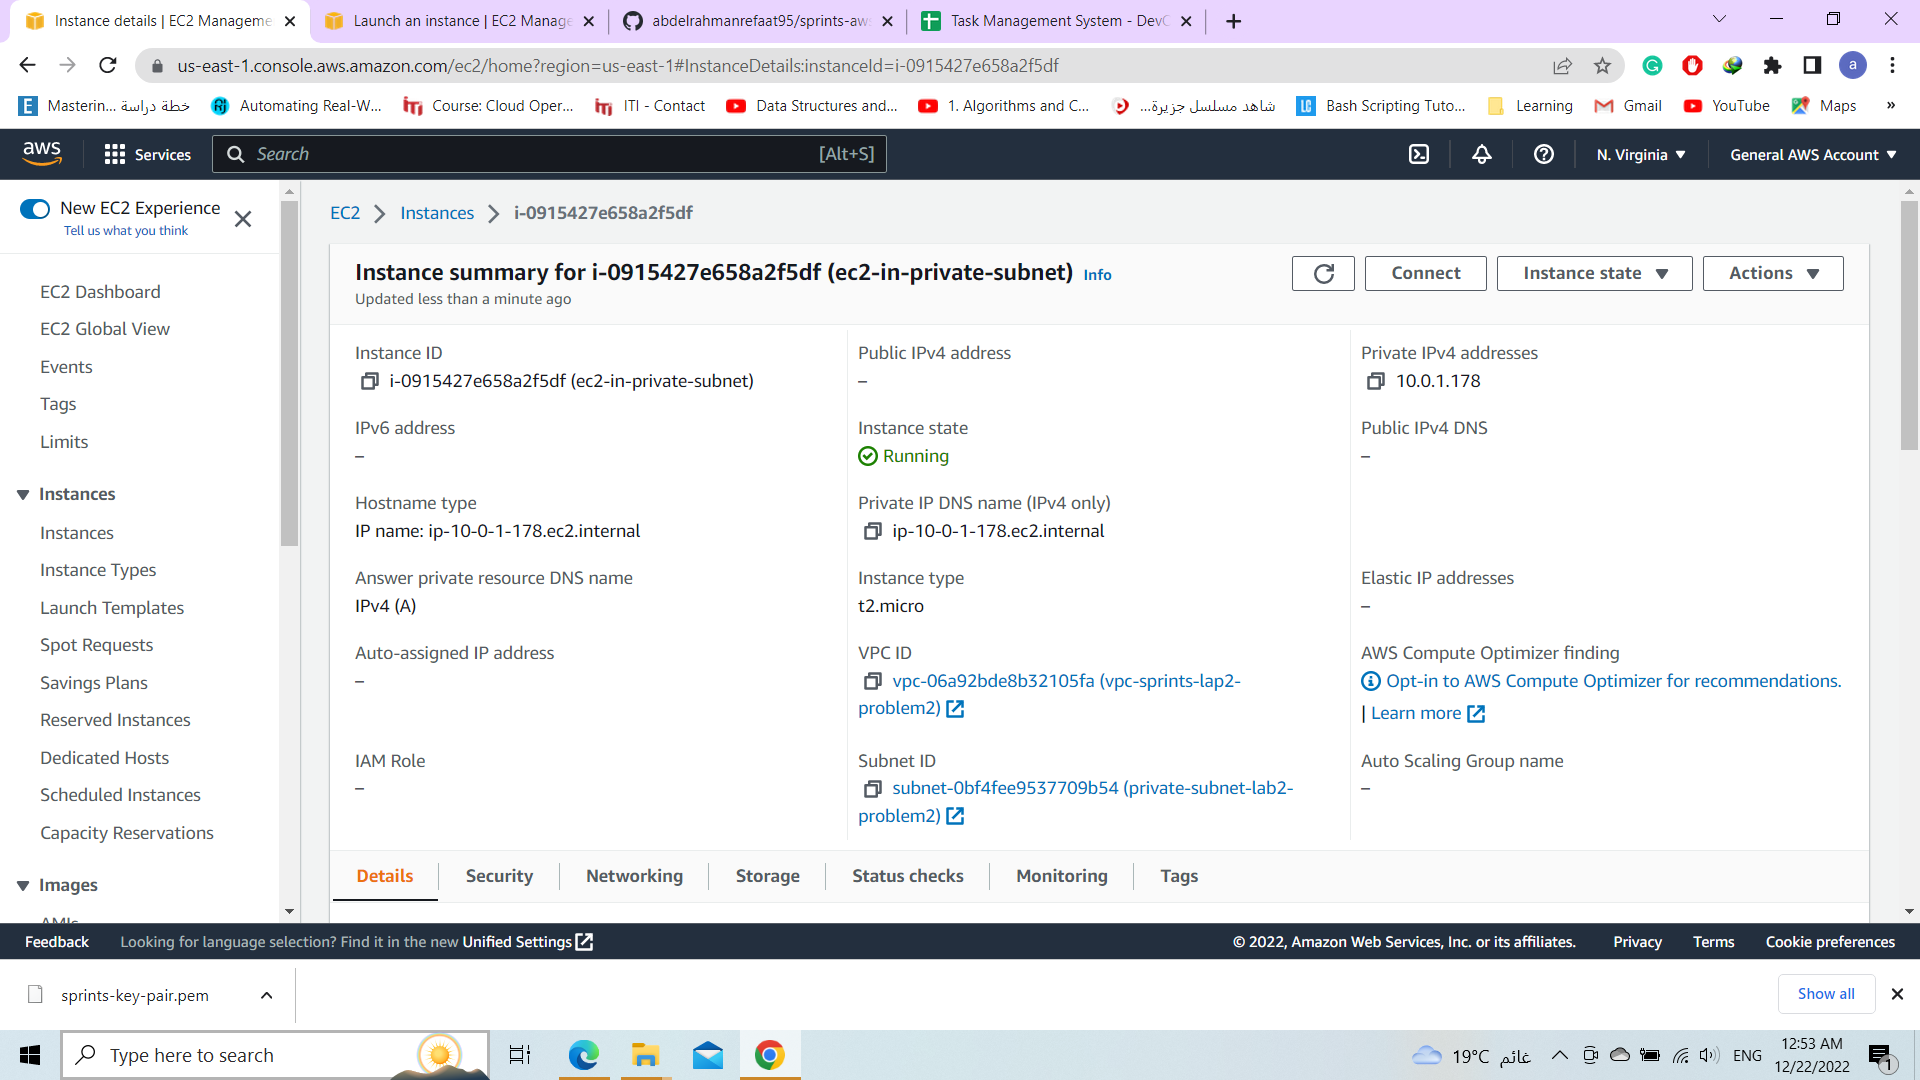 Instance details | EC2 Manageme
Launch an instance | EC2 Manage
abdelrahmanrefaat95/sprints-aws
Task Management System - DevO
us-east-1.console.aws.amazon.com/ec2/home?region=us-east-1#InstanceDetails:instanceId=i-0915427e658a2f5df
a
Masterin... خطة دراسة
Automating Real-W...
Course: Cloud Oper...
ITI - Contact
Data Structures and...
1. Algorithms and C...
شاهد مسلسل جزيرة...
LC Bash Scripting Tuto...
Learning
Gmail
YouTube
Maps
»
aws
Services
Search [Alt+S]
N. Virginia
General AWS Account
New EC2 Experience
Tell us what you think
EC2 Dashboard
EC2 Global View
Events
Tags
Limits
Instances
Instances
Instance Types
Launch Templates
Spot Requests
Savings Plans
Reserved Instances
Dedicated Hosts
Scheduled Instances
Capacity Reservations
Images
AMIs
EC2
Instances
i-0915427e658a2f5df
Instance summary for i-0915427e658a2f5df (ec2-in-private-subnet) Info
Updated less than a minute ago
Connect
Instance state
Actions
Instance ID
i-0915427e658a2f5df (ec2-in-private-subnet)
Public IPv4 address
–
Private IPv4 addresses
10.0.1.178
IPv6 address
–
Instance state
Running
Public IPv4 DNS
–
Hostname type
IP name: ip-10-0-1-178.ec2.internal
Private IP DNS name (IPv4 only)
ip-10-0-1-178.ec2.internal
Answer private resource DNS name
IPv4 (A)
Instance type
t2.micro
Elastic IP addresses
–
Auto-assigned IP address
–
VPC ID
vpc-06a92bde8b32105fa (vpc-sprints-lap2-
problem2)
AWS Compute Optimizer finding
Opt-in to AWS Compute Optimizer for recommendations.
| Learn more
IAM Role
–
Subnet ID
subnet-0bf4fee9537709b54 (private-subnet-lab2-
problem2)
Auto Scaling Group name
–
Details
Security
Networking
Storage
Status checks
Monitoring
Tags
Feedback
Looking for language selection? Find it in the new Unified Settings
© 2022, Amazon Web Services, Inc. or its affiliates.
Privacy
Terms
Cookie preferences
sprints-key-pair.pem
Show all
Type here to search
19°C غائم
ENG
12:53 AM
12/22/2022
1